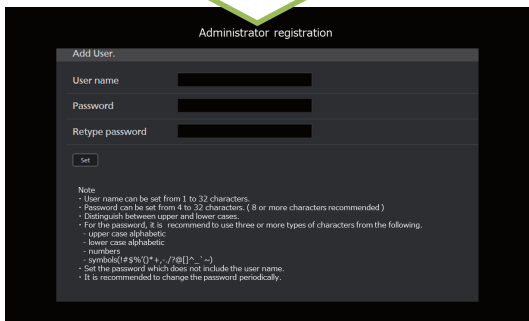 Administrator registration
Add User.
User name
Password
Retype password
Set
Note
・User name can be set from 1 to 32 characters.
・Password can be set from 4 to 32 characters. ( 8 or more characters recommended )
・Distinguish between upper and lower cases.
・For the password, it is recommend to use three or more types of characters from the following.
- upper case alphabetic
- lower case alphabetic
- numbers
- symbols(!#$%'()*+,-./?@[]^_`~)
・Set the password which does not include the user name.
・It is recommended to change the password periodically.